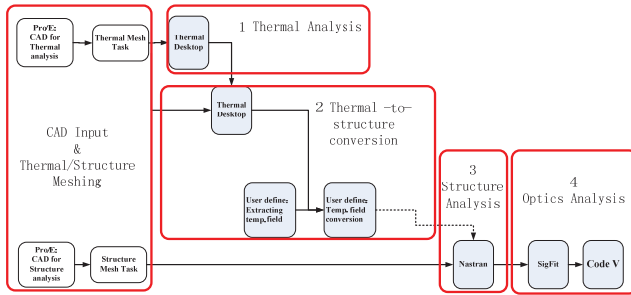 Pro/E:
CAD for
Thermal
analysis
Thermal Mesh
Task
Thermal
Desktop
1 Thermal Analysis
Thermal
Desktop
2 Thermal -to-
structure
conversion
CAD Input
&
Thermal/Structure
Meshing
User define:
Extracting
temp.field
User define:
Temp.field
conversion
3
Structure
Analysis
4
Optics Analysis
Pro/E:
CAD for
Structure
analysis
Structure
Mesh Task
Nastran
SigFit
Code V